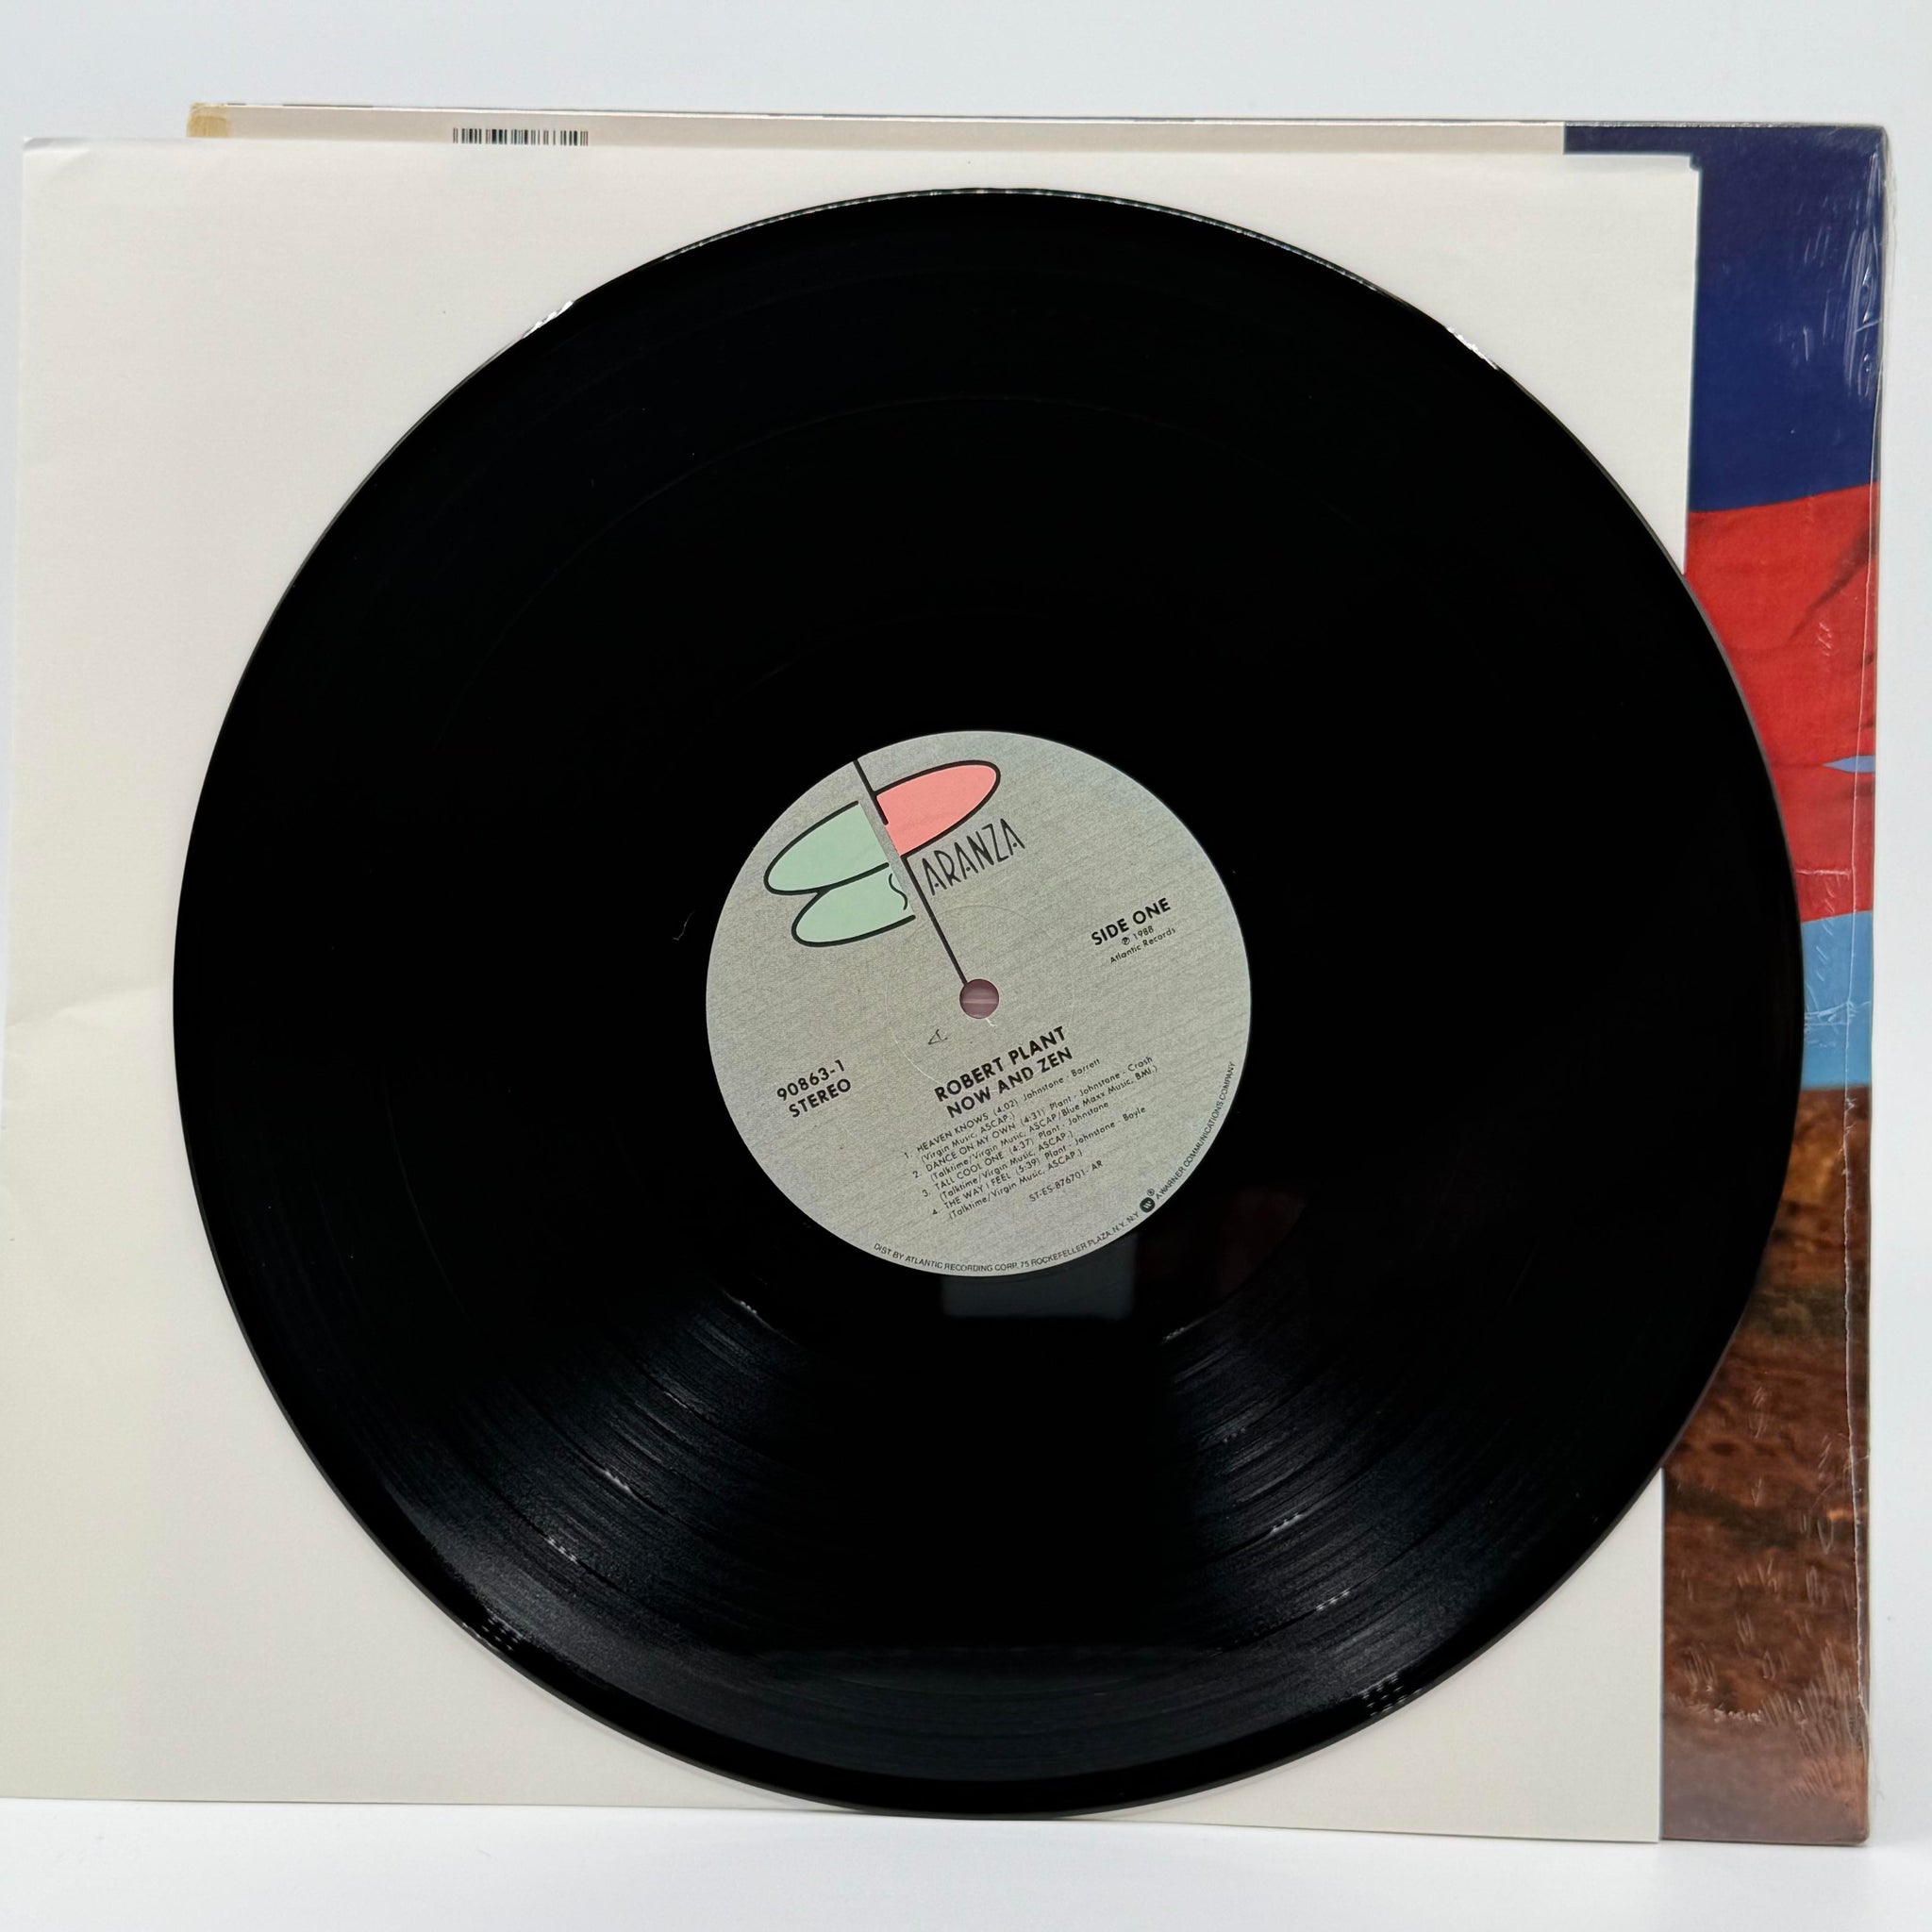 ES PARANZA
SIDE ONE
℗ 1988
Atlantic Records
90863-1
STEREO
ROBERT PLANT
NOW AND ZEN
1. HEAVEN KNOWS (4:02) Johnstone - Barrett
(Virgin Music, ASCAP.)
2. DANCE ON MY OWN (4:31) Plant - Johnstone - Crash
(Talktime/Virgin Music, ASCAP/Blue Maxx Music, BMI.)
3. TALL COOL ONE (4:37) Plant - Johnstone
(Talktime/Virgin Music, ASCAP.)
4. THE WAY I FEEL (5:39) Plant - Johnstone - Boyle
(Talktime/Virgin Music, ASCAP.)
ST-ES-876701-AR
DIST BY ATLANTIC RECORDING CORP, 75 ROCKEFELLER PLAZA, N.Y. N.Y. W ® A WARNER COMMUNICATIONS COMPANY